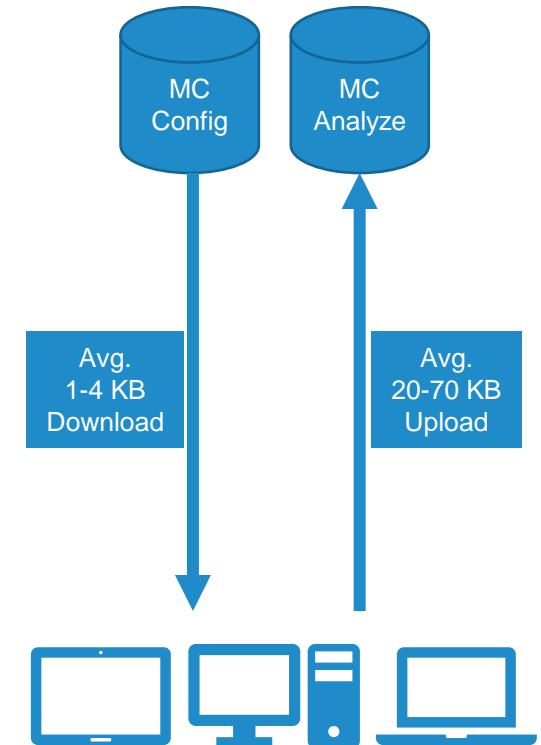 MC
Config
MC
Analyze
Avg.
1-4 KB
Download
Avg.
20-70 KB
Upload